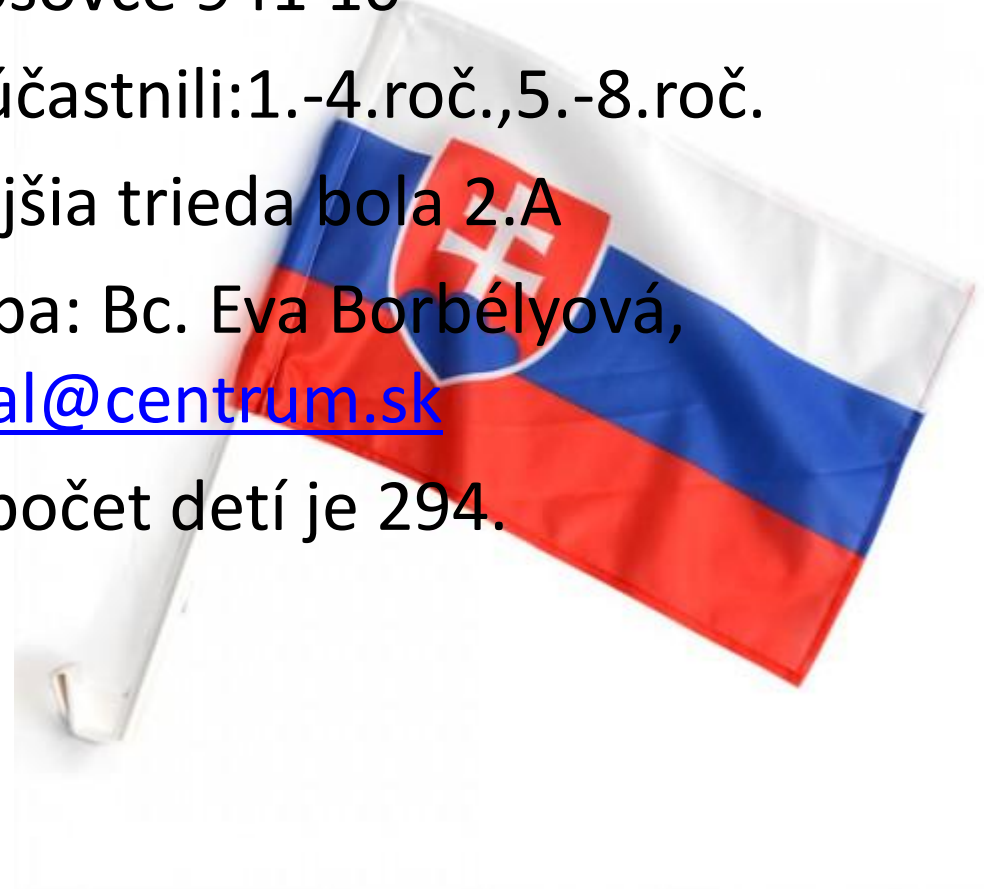 účastnili:1.-4.roč.,5.-8.roč.
jšia trieda bola 2.A
ba: Bc. Eva Borbélyová,
al@centrum.sk
počet detí je 294.